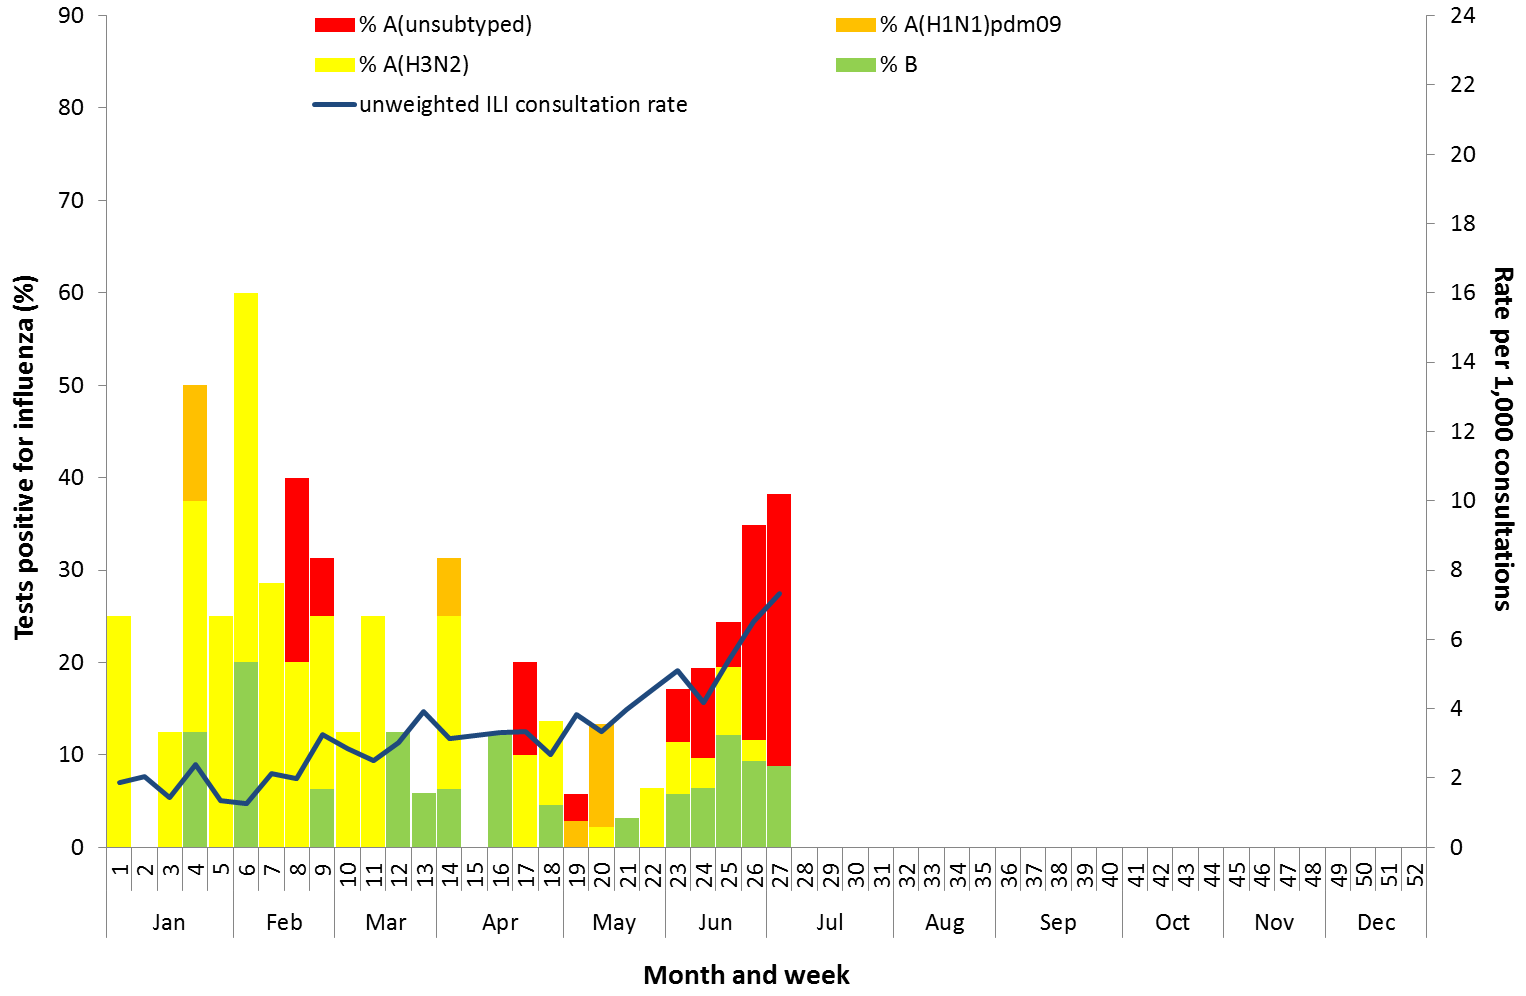 % A(unsubtyped) % A(H1N1)pdm09
% A(H3N2) % B
unweighted ILI consultation rate
Tests positive for influenza (%)
90
80
70
60
50
40
30
20
10
0
24
22
20
18
16
14
12
10
8
6
4
2
0
Rate per 1,000 consultations
1 2 3 4 5 6 7 8 9 10 11 12 13 14 15 16 17 18 19 20 21 22 23 24 25 26 27 28 29 30 31 32 33 34 35 36 37 38 39 40 41 42 43 44 45 46 47 48 49 50 51 52
Jan Feb Mar Apr May Jun Jul Aug Sep Oct Nov Dec
Month and week